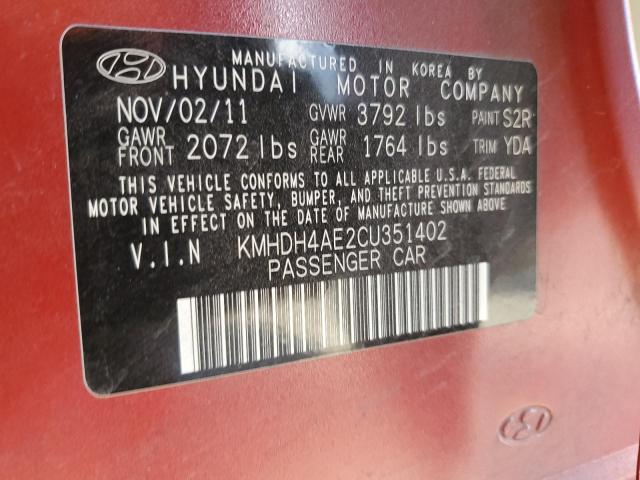 MANUFACTURED IN KOREA BY
HYUNDAI MOTOR COMPANY
NOV/02/11 GVWR 3792 lbs PAINT S2R
GAWR FRONT 2072 lbs GAWR REAR 1764 lbs TRIM YDA
THIS VEHICLE CONFORMS TO ALL APPLICABLE U.S.A. FEDERAL
MOTOR VEHICLE SAFETY, BUMPER, AND THEFT PREVENTION STANDARDS
IN EFFECT ON THE DATE OF MANUFACTURE SHOWN ABOVE.
V.I.N KMHDH4AE2CU351402
PASSENGER CAR